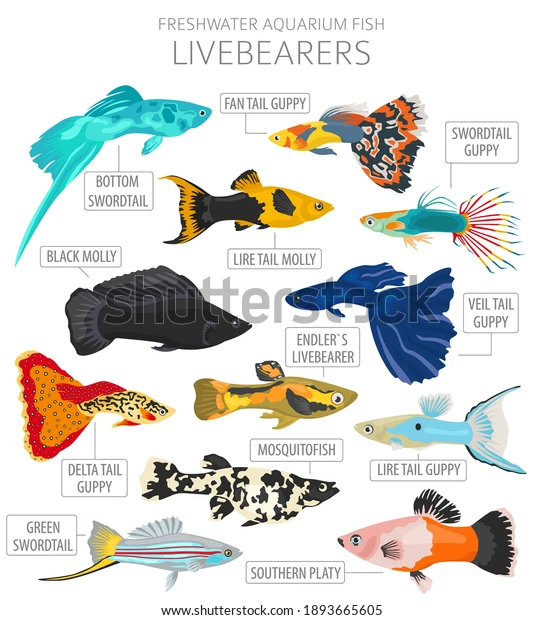 FRESHWATER AQUARIUM FISH
LIVEBEARERS
FAN TAIL GUPPY
SWORDTAIL
GUPPY
BOTTOM
SWORDTAIL
LIRE TAIL MOLLY
BLACK MOLLY
VEIL TAIL
GUPPY
ENDLER`S
LIVEBEARER
MOSQUITOFISH
LIRE TAIL GUPPY
DELTA TAIL
GUPPY
GREEN
SWORDTAIL
SOUTHERN PLATY
shutterstock
shutterstock.com · 1893665605